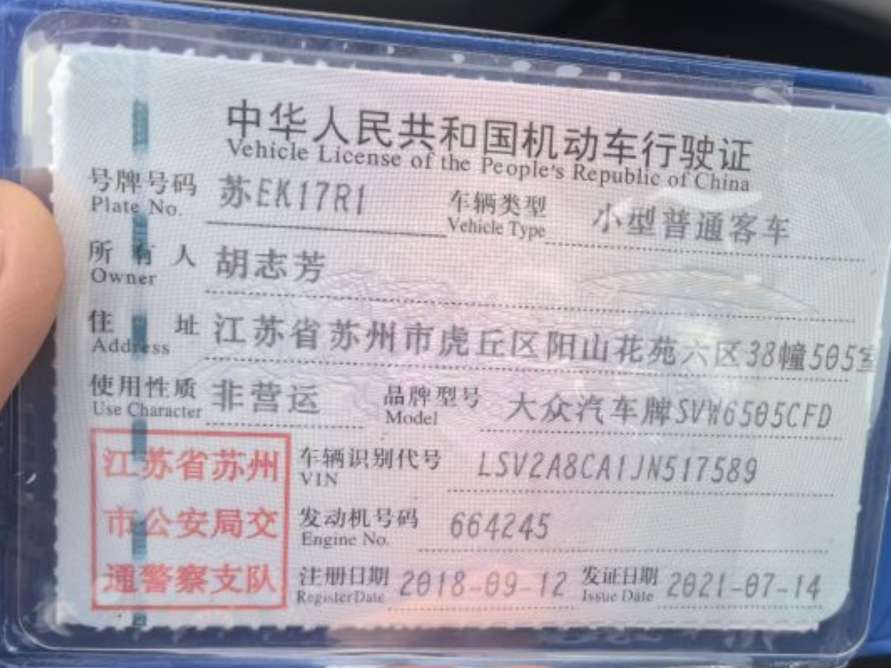 中华人民共和国机动车行驶证
Vehicle License of the People's Republic of China
号牌号码 苏EK17R1 车辆类型 小型普通客车
Plate No. Vehicle Type
所有人 胡志芳
Owner
住址 江苏省苏州市虎丘区阳山花苑六区38幢505室
Address
使用性质 非营运 品牌型号 大众汽车牌SVW6505CFD
Use Character Model
江苏省苏州 车辆识别代号 LSV2A8CA1JN517589
VIN
市公安局交 发动机号码 664245
Engine No.
通警察支队 注册日期 2018-09-12 发证日期 2021-07-14
Register Date Issue Date